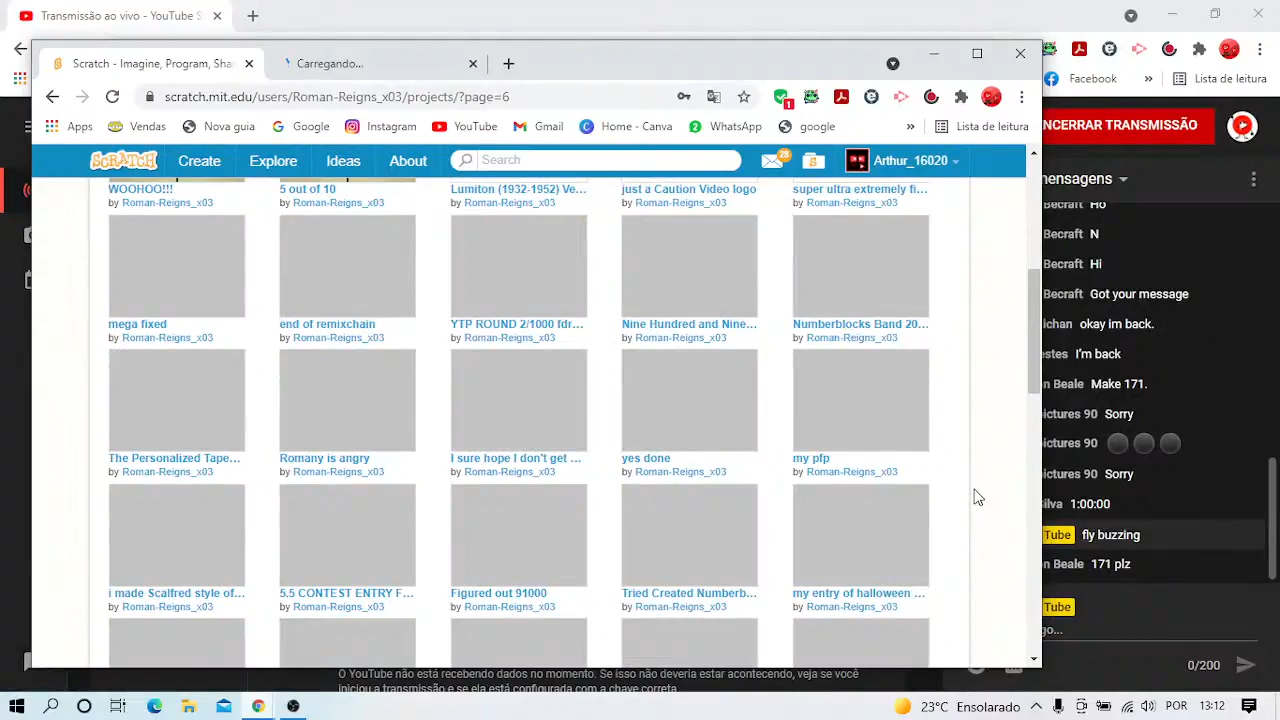 Transmissão ao vivo - YouTube S
Scratch - Imagine, Program, Sha
Carregando...
scratch.mit.edu/users/Roman-Reigns_x03/projects/?page=6
1
Facebook
»
Lista de leitura
Apps
Vendas
Nova guia
Google
Instagram
YouTube
Gmail
Home - Canva
2
WhatsApp
google
»
Lista de leitura
NCERRAR TRANSMISSÃO
SCRATCH
Create
Explore
Ideas
About
Search
28
S
Arthur_16020
mensagens
WOOHOO!!!
5 out of 10
Lumiton (1932-1952) Ve...
just a Caution Video logo
super ultra extremely fi...
by Roman-Reigns_x03
by Roman-Reigns_x03
by Roman-Reigns_x03
by Roman-Reigns_x03
by Roman-Reigns_x03
mega fixed
end of remixchain
YTP ROUND 2/1000 fdr...
Nine Hundred and Nine...
Numberblocks Band 20...
by Roman-Reigns_x03
by Roman-Reigns_x03
by Roman-Reigns_x03
by Roman-Reigns_x03
by Roman-Reigns_x03
The Personalized Tape...
Romany is angry
I sure hope I don't get ...
yes done
my pfp
by Roman-Reigns_x03
by Roman-Reigns_x03
by Roman-Reigns_x03
by Roman-Reigns_x03
by Roman-Reigns_x03
i made Scalfred style of...
5.5 CONTEST ENTRY F...
Figured out 91000
Tried Created Numberb...
my entry of halloween ...
by Roman-Reigns_x03
by Roman-Reigns_x03
by Roman-Reigns_x03
by Roman-Reigns_x03
by Roman-Reigns_x03
Becraft Ho
Becraft N
Becraft Hi
Becraft Got your message
ichan okay im back.
estes I'm back
n Beale Make 171.
ictures 90 Sorry
ictures 90
ictures 90 Sorry
ilva 1:00:00
Tube fly buzzing
n Beale 171 plz
Tube
go...
0/200
O YouTube não está recebendo dados no momento. Se isso não deveria estar acontecendo, veja se você
iniciou a transmissão e se ela está configurada com a chave correta.
23°C Ensolarado
POR
13:12